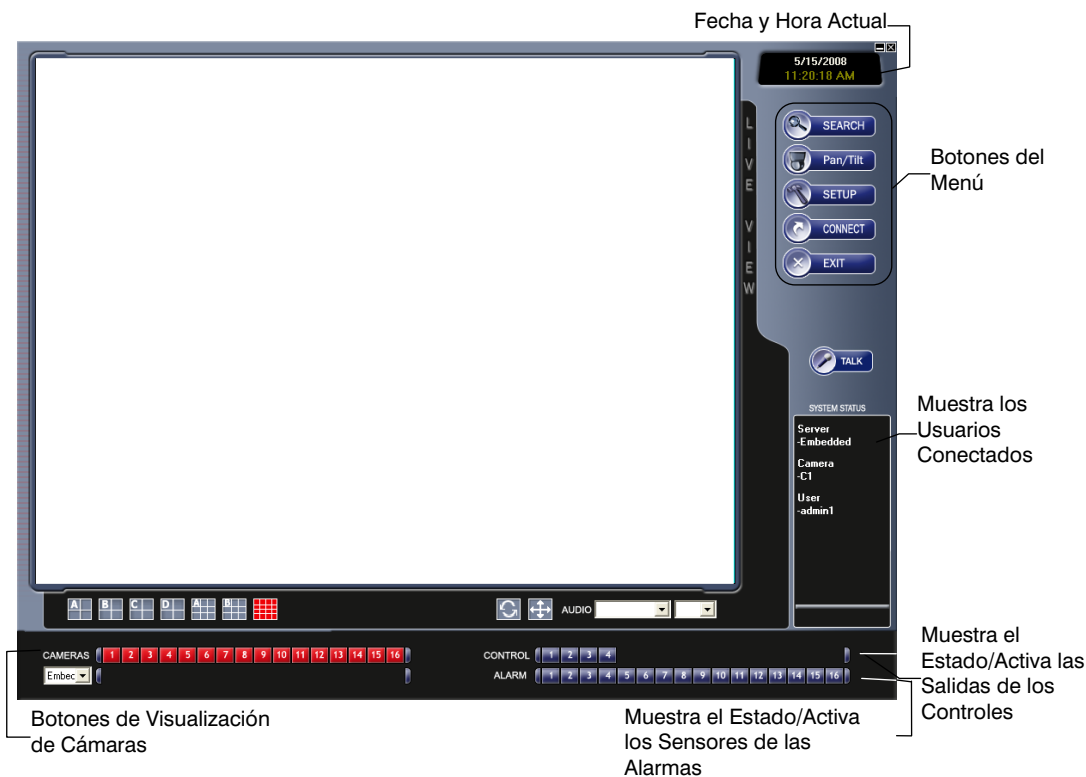 Fecha y Hora Actual
5/15/2008
11:20:18 AM
LIVE VIEW
SEARCH
Pan/Tilt
SETUP
CONNECT
EXIT
Botones del
Menú
TALK
SYSTEM STATUS
Server
-Embedded
Camera
-C1
User
-admin1
Muestra los
Usuarios
Conectados
A B C D A B
AUDIO
CAMERAS 1 2 3 4 5 6 7 8 9 10 11 12 13 14 15 16
Embec
CONTROL 1 2 3 4
ALARM 1 2 3 4 5 6 7 8 9 10 11 12 13 14 15 16
Muestra el
Estado/Activa las
Salidas de los
Controles
Botones de Visualización
de Cámaras
Muestra el Estado/Activa
los Sensores de las
Alarmas